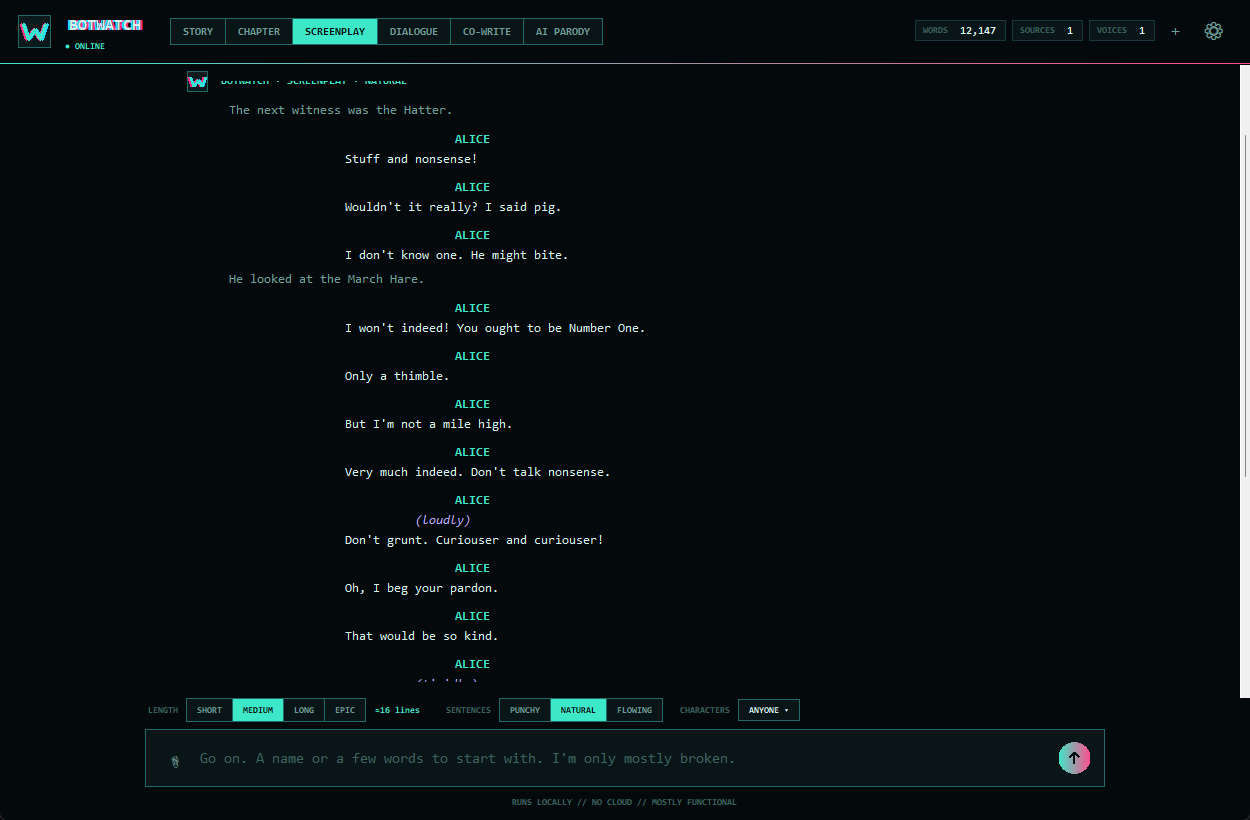 BOTWATCH
● ONLINE
STORY CHAPTER SCREENPLAY DIALOGUE CO-WRITE AI PARODY
WORDS 12,147 SOURCES 1 VOICES 1 +
BOTWATCH · SCREENPLAY · NATURAL
The next witness was the Hatter.
ALICE
Stuff and nonsense!
ALICE
Wouldn't it really? I said pig.
ALICE
I don't know one. He might bite.
He looked at the March Hare.
ALICE
I won't indeed! You ought to be Number One.
ALICE
Only a thimble.
ALICE
But I'm not a mile high.
ALICE
Very much indeed. Don't talk nonsense.
ALICE
(loudly)
Don't grunt. Curiouser and curiouser!
ALICE
Oh, I beg your pardon.
ALICE
That would be so kind.
ALICE
LENGTH SHORT MEDIUM LONG EPIC ≈16 lines SENTENCES PUNCHY NATURAL FLOWING CHARACTERS ANYONE ▾
Go on. A name or a few words to start with. I'm only mostly broken.
RUNS LOCALLY // NO CLOUD // MOSTLY FUNCTIONAL